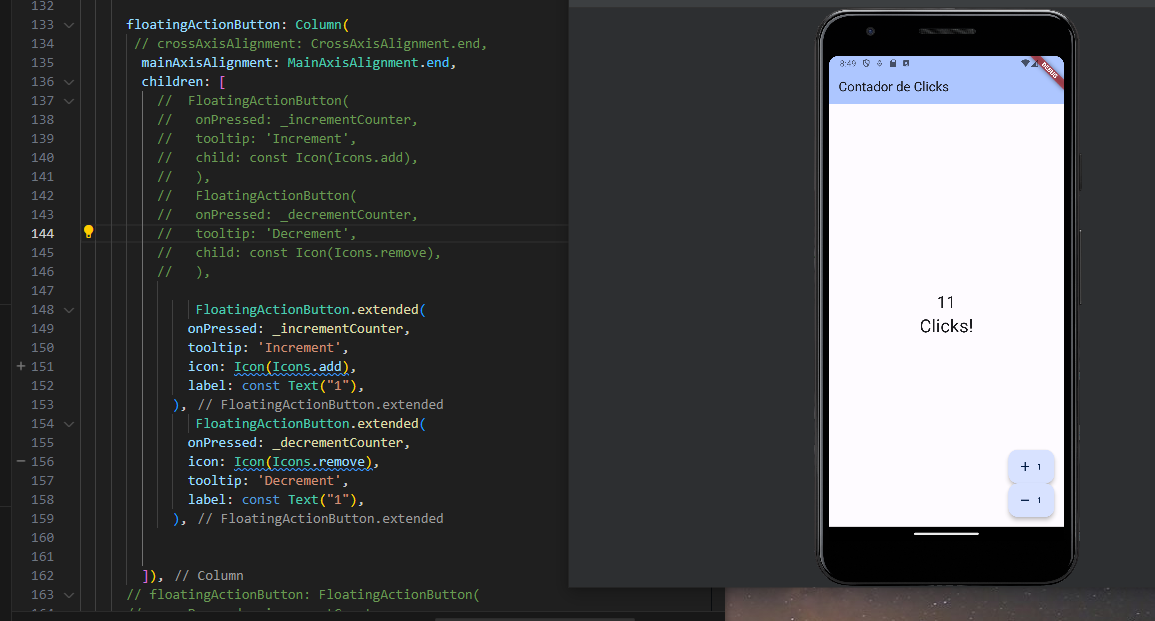 132
133 floatingActionButton: Column(
134 // crossAxisAlignment: CrossAxisAlignment.end,
135 mainAxisAlignment: MainAxisAlignment.end,
136 children: [
137 //  FloatingActionButton(
138 //   onPressed: _incrementCounter,
139 //   tooltip: 'Increment',
140 //   child: const Icon(Icons.add),
141 //   ),
142 //   FloatingActionButton(
143 //   onPressed: _decrementCounter,
144 //   tooltip: 'Decrement',
145 //   child: const Icon(Icons.remove),
146 //   ),
147
148 FloatingActionButton.extended(
149 onPressed: _incrementCounter,
150 tooltip: 'Increment',
+ 151 icon: Icon(Icons.add),
152 label: const Text("1"),
153 ), // FloatingActionButton.extended
154 FloatingActionButton.extended(
155 onPressed: _decrementCounter,
− 156 icon: Icon(Icons.remove),
157 tooltip: 'Decrement',
158 label: const Text("1"),
159 ), // FloatingActionButton.extended
160
161
162 ]), // Column
163 // floatingActionButton: FloatingActionButton(
8:49
DEBUG
Contador de Clicks
11
Clicks!
+ 1
− 1